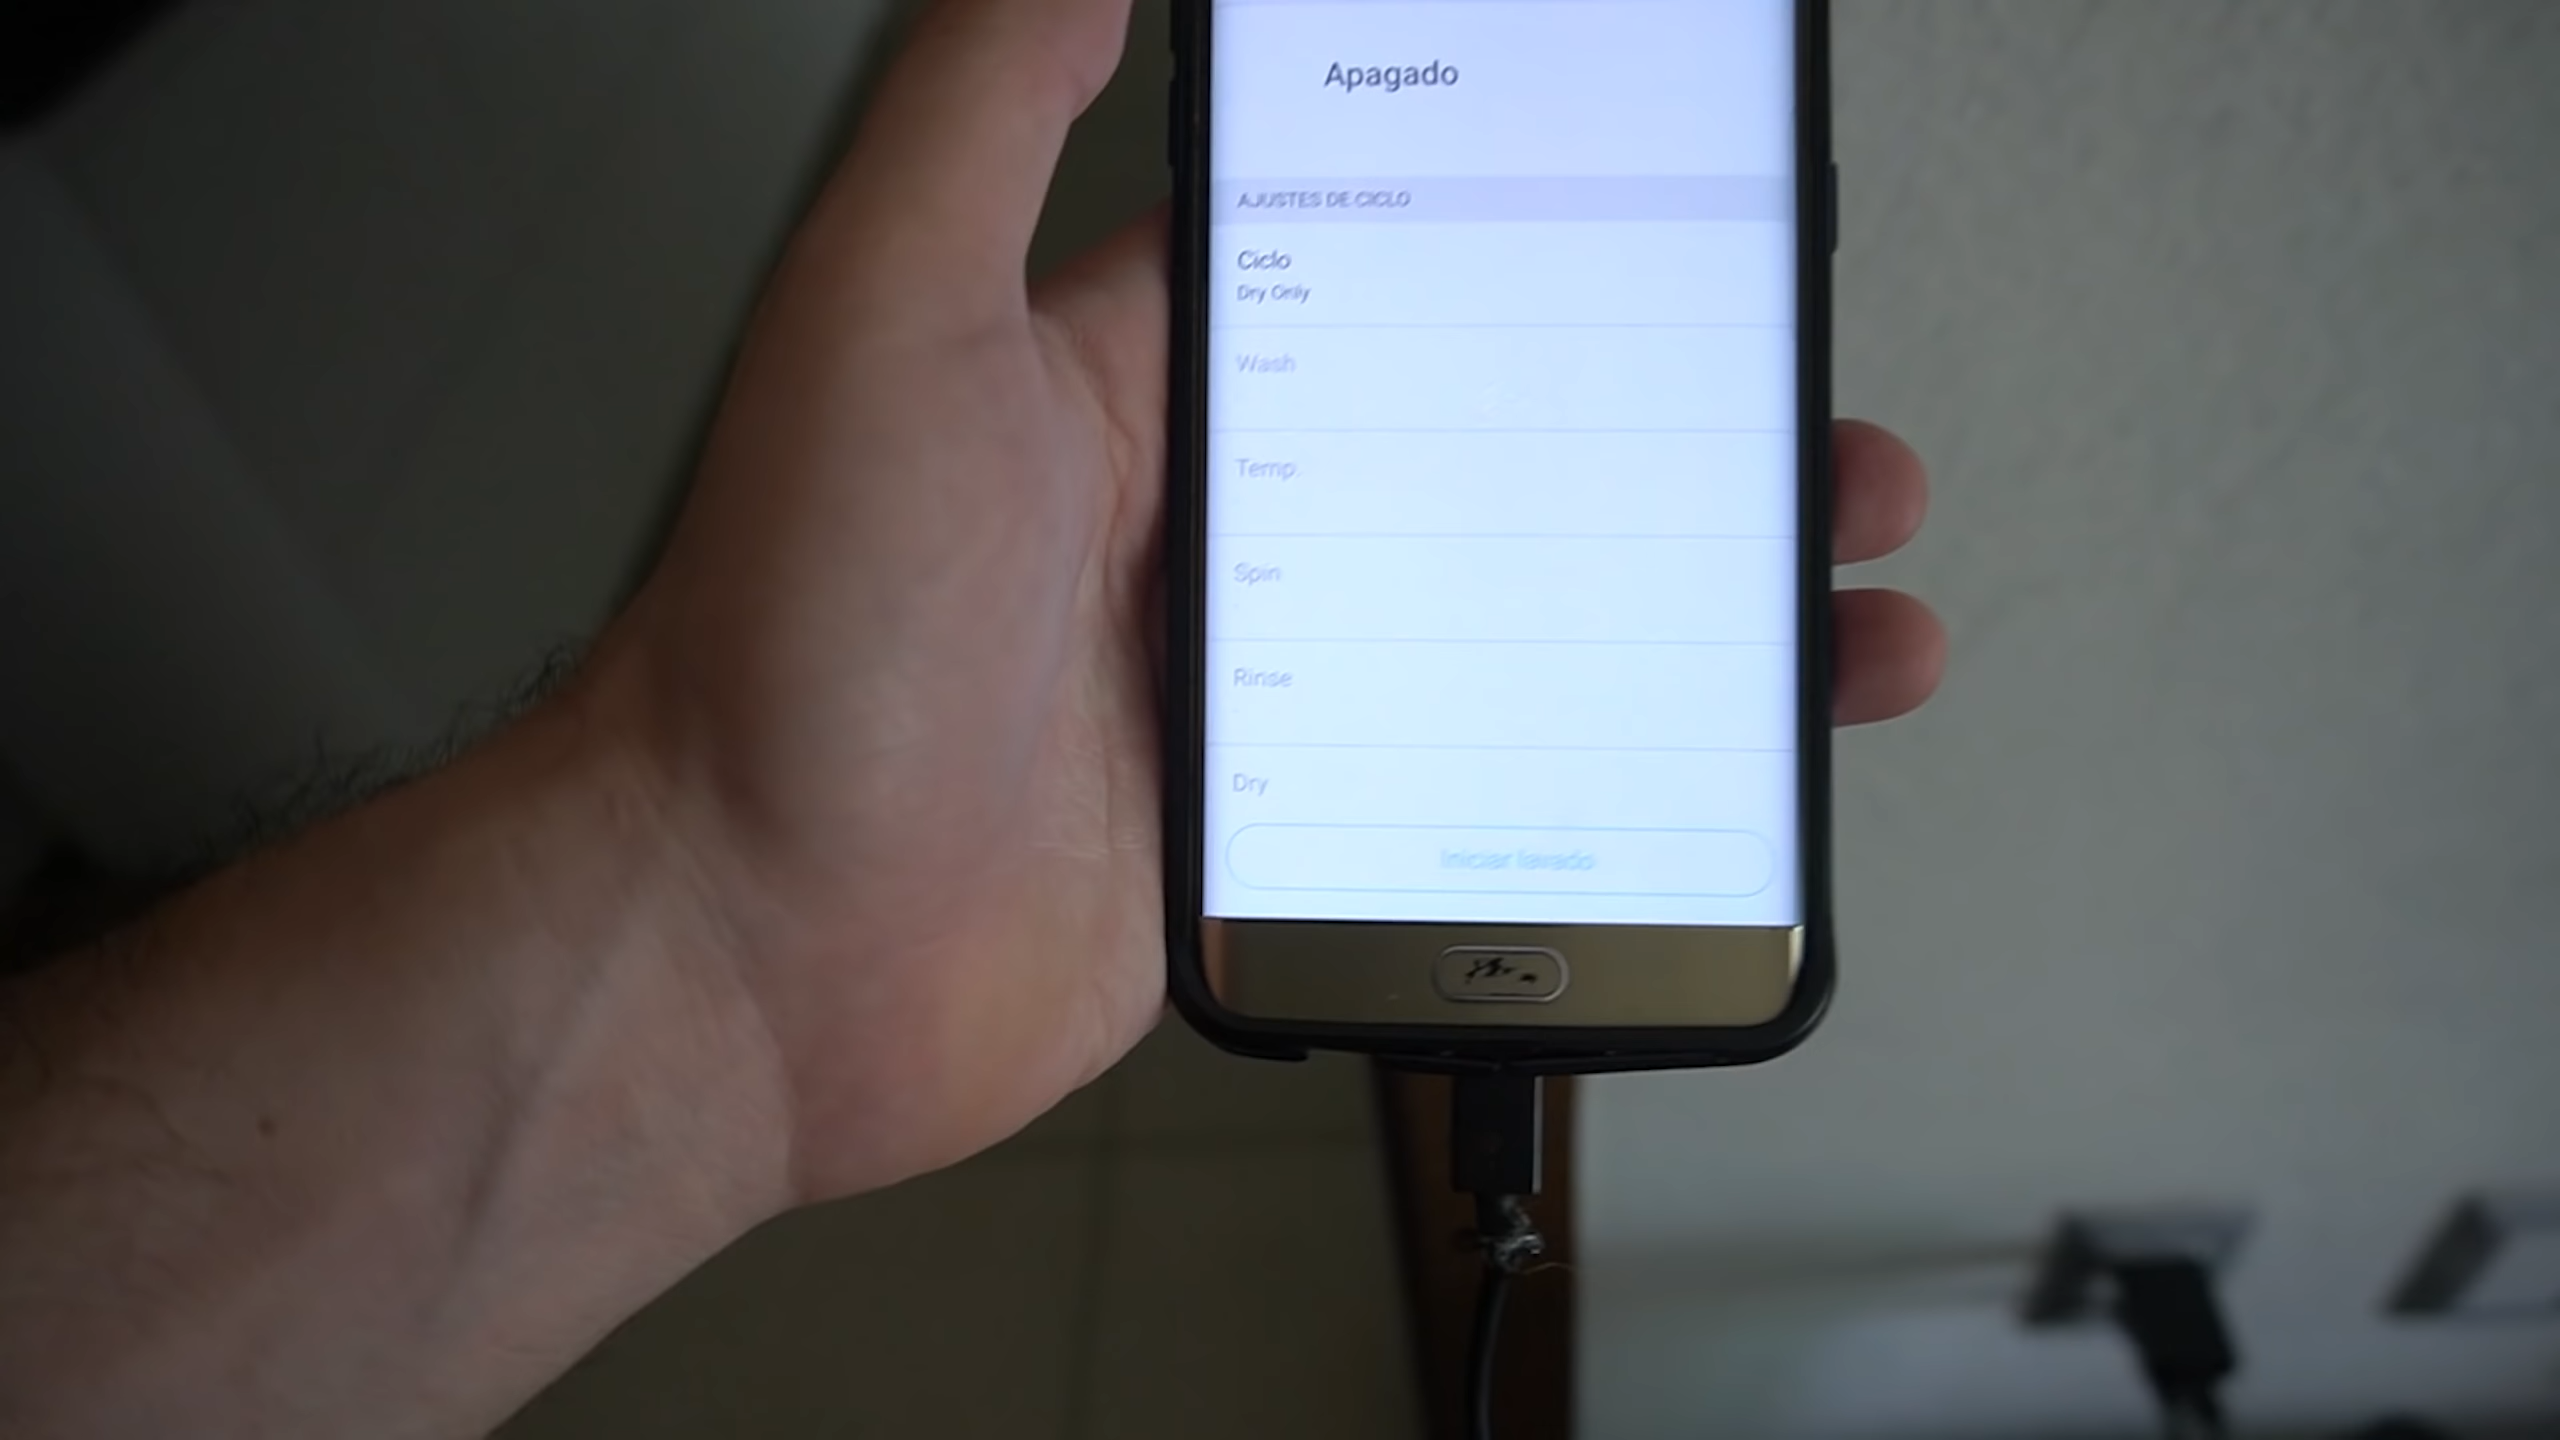 Apagado
AJUSTES DE CICLO
Ciclo
Dry Only
Wash
Temp.
Spin
Rinse
Dry
Iniciar lavado